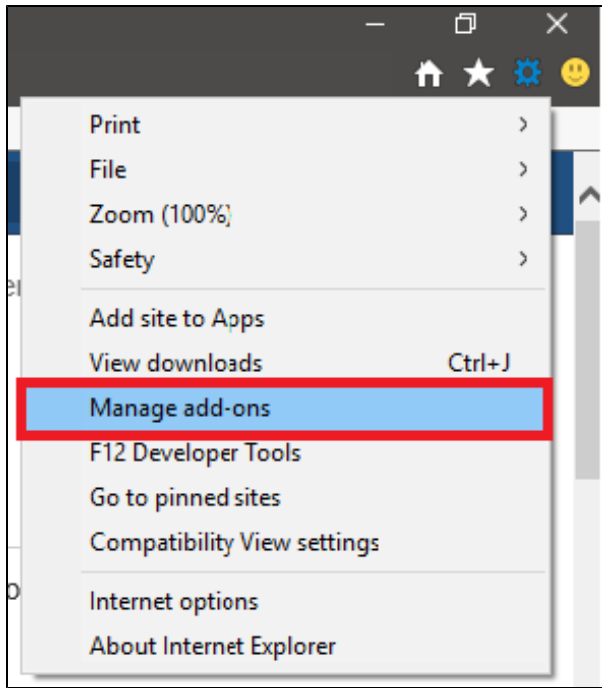 Print
File
Zoom (100%)
Safety
Add site to Apps
View downloads Ctrl+J
Manage add-ons
F12 Developer Tools
Go to pinned sites
Compatibility View settings
Internet options
About Internet Explorer